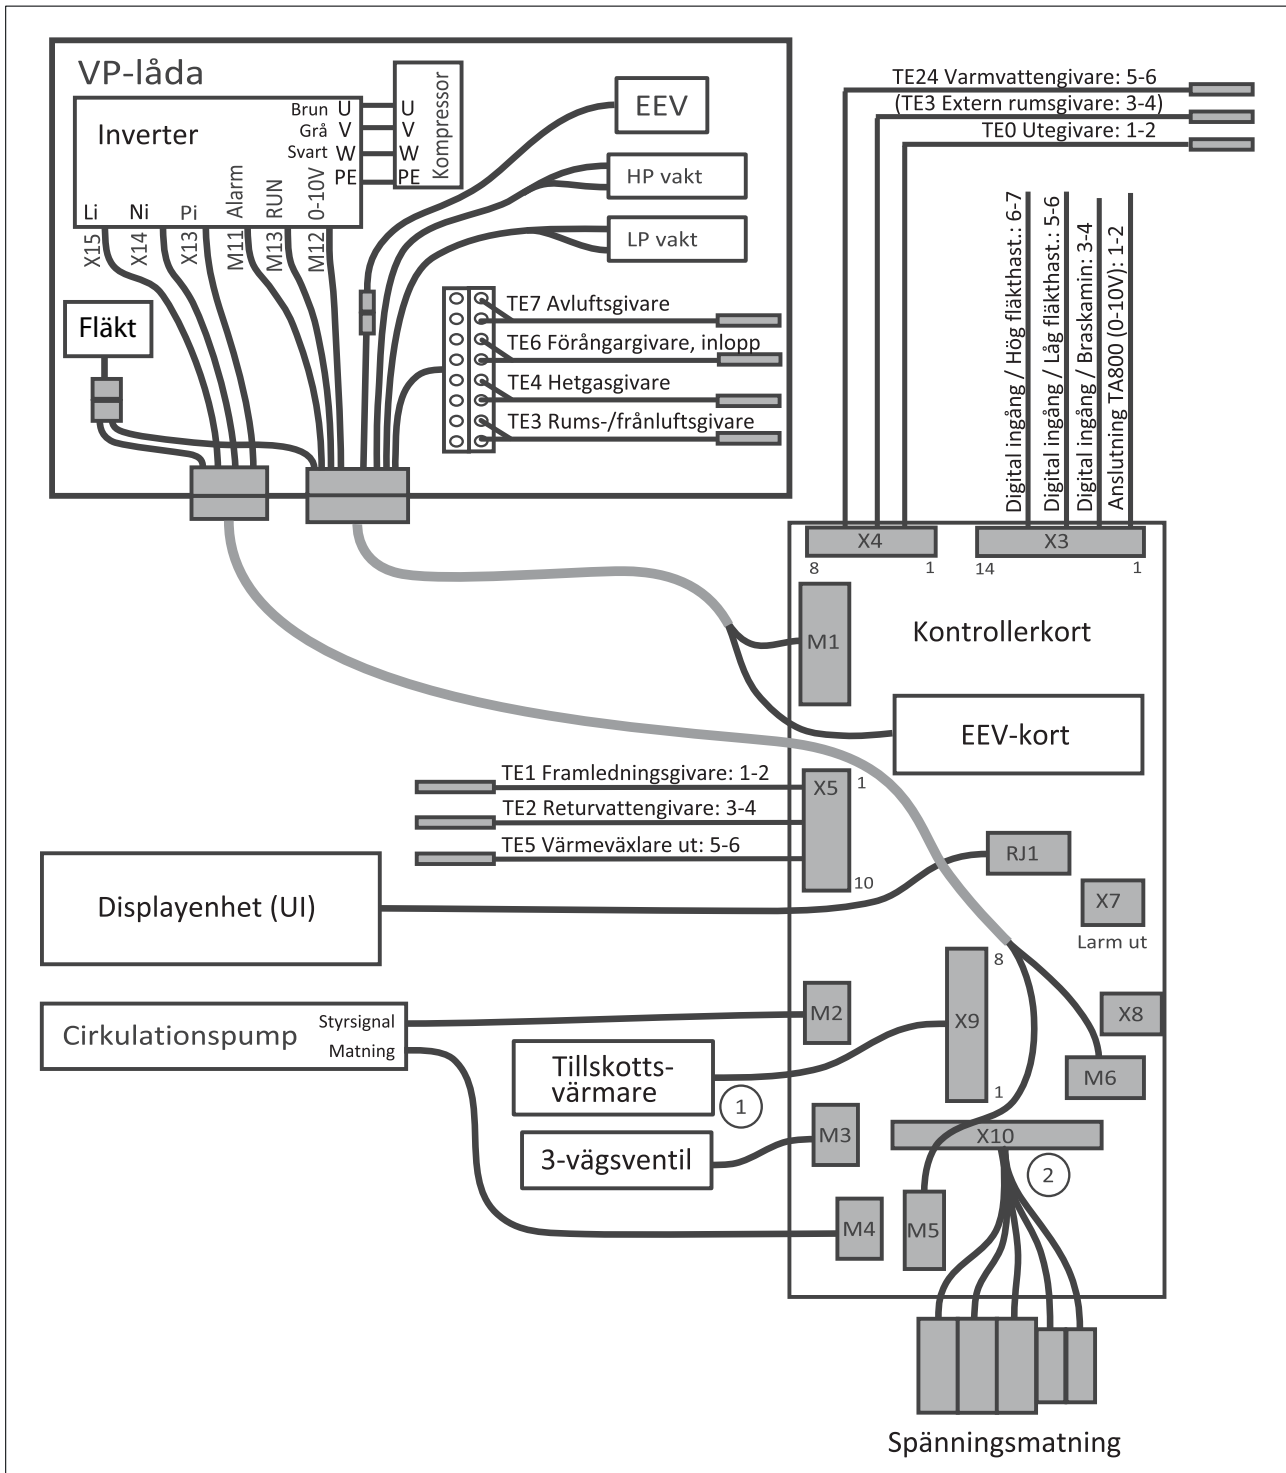 VP-låda
Inverter
Brun U
Grå V
Svart W
PE
U
V
W
PE
Kompressor
Li
Ni
Pi
Alarm
RUN
0-10V
X15
X14
X13
M11
M13
M12
Fläkt
EEV
HP vakt
LP vakt
TE7 Avluftsgivare
TE6 Förångargivare, inlopp
TE4 Hetgasgivare
TE3 Rums-/frånluftsgivare
TE24 Varmvattengivare: 5-6
(TE3 Extern rumsgivare: 3-4)
TE0 Utegivare: 1-2
Digital ingång / Hög fläkthast.: 6-7
Digital ingång / Låg fläkthast.: 5-6
Digital ingång / Braskamin: 3-4
Anslutning TA800 (0-10V): 1-2
X4
8
1
X3
14
1
M1
Kontrollerkort
EEV-kort
TE1 Framledningsgivare: 1-2
TE2 Returvattengivare: 3-4
TE5 Värmeväxlare ut: 5-6
X5
1
10
RJ1
X7
Larm ut
Displayenhet (UI)
Cirkulationspump
Styrsignal
Matning
M2
X9
8
1
X8
M6
Tillskotts-
värmare
1
M3
3-vägsventil
X10
2
M4
M5
Spänningsmatning